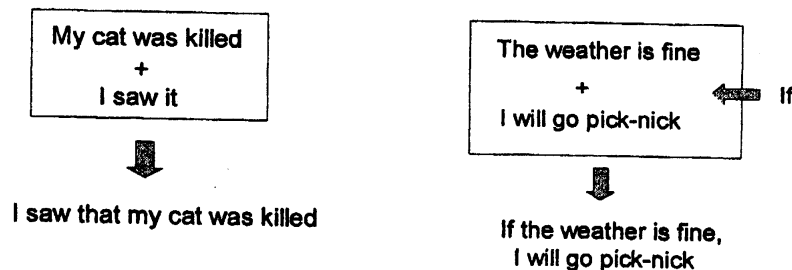 My cat was killed
+
I saw it
I saw that my cat was killed
The weather is fine
+
I will go pick-nick
If
If the weather is fine,
I will go pick-nick